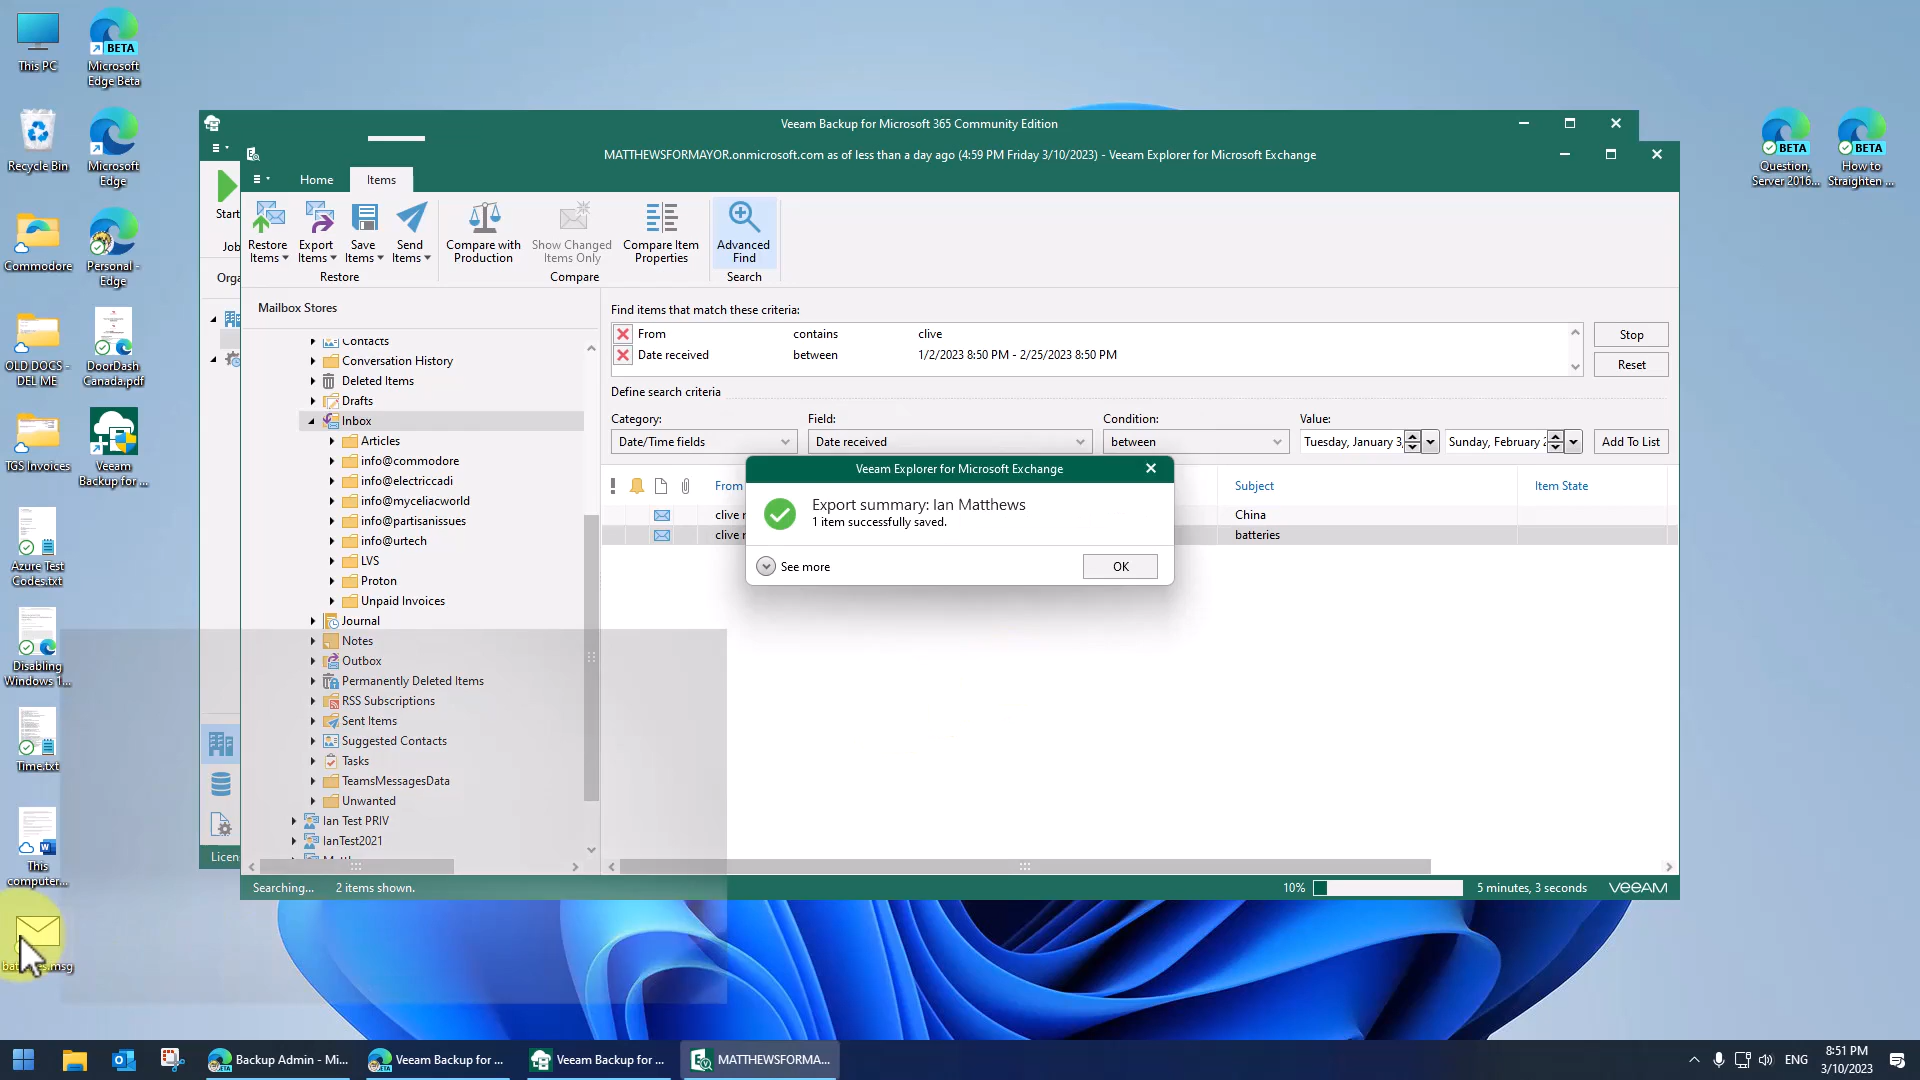 This PC
Microsoft
Edge Beta
Recycle Bin
Microsoft
Edge
Commodore
Personal -
Edge
OLD DOCS -
DEL ME
DoorDash
Canada.pdf
TGS Invoices
Veeam
Backup for ...
Azure Test
Codes.txt
Disabling
Windows 1...
Time.txt
This
computer...
.msg
BETA
BETA
Question,
Server 2016...
BETA
How to
Straighten ...
Veeam Backup for Microsoft 365 Community Edition
Start
Job
Orga
Licen
MATTHEWSFORMAYOR.onmicrosoft.com as of less than a day ago (4:59 PM Friday 3/10/2023) - Veeam Explorer for Microsoft Exchange
Home
Items
Restore
Items
Export
Items
Save
Items
Send
Items
Restore
Compare with
Production
Show Changed
Items Only
Compare Item
Properties
Compare
Advanced
Find
Search
Mailbox Stores
Contacts
Conversation History
Deleted Items
Drafts
Inbox
Articles
info@commodore
info@electriccadi
info@myceliacworld
info@partisanissues
info@urtech
LVS
Proton
Unpaid Invoices
Journal
Notes
Outbox
Permanently Deleted Items
RSS Subscriptions
Sent Items
Suggested Contacts
Tasks
TeamsMessagesData
Unwanted
Ian Test PRIV
IanTest2021
Find items that match these criteria:
From contains clive
Date received between 1/2/2023 8:50 PM - 2/25/2023 8:50 PM
Stop
Reset
Define search criteria
Category: Field: Condition: Value:
Date/Time fields Date received between Tuesday, January 3, Sunday, February 2 Add To List
From Subject Item State
clive China
clive batteries
Veeam Explorer for Microsoft Exchange
Export summary: Ian Matthews
1 item successfully saved.
See more
OK
Searching... 2 items shown. 10% 5 minutes, 3 seconds VEEAM
Backup Admin - Mi...
Veeam Backup for ...
Veeam Backup for ...
MATTHEWSFORMA...
ENG
8:51 PM
3/10/2023